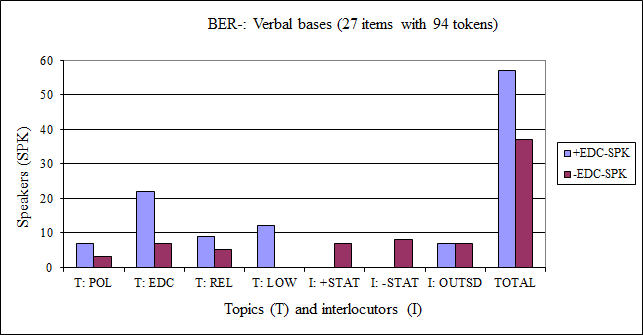 BER-: Verbal bases (27 items with 94 tokens)
60
50
40
30
20
10
0
Speakers (SPK)
T: POL T: EDC T: REL T: LOW I: +STAT I: -STAT I: OUTSD TOTAL
Topics (T) and interlocutors (I)
+EDC-SPK
-EDC-SPK